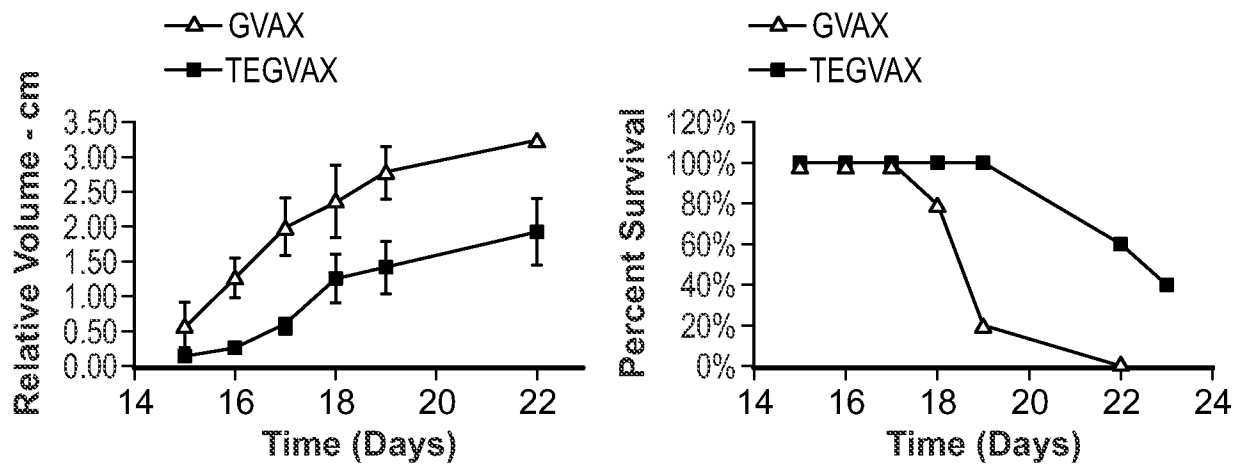 GVAX
TEGVAX
Relative Volume - cm
3.50
3.00
2.50
2.00
1.50
1.00
0.50
0.00
14 16 18 20 22
Time (Days)
GVAX
TEGVAX
Percent Survival
120%
100%
80%
60%
40%
20%
0%
14 16 18 20 22 24
Time (Days)